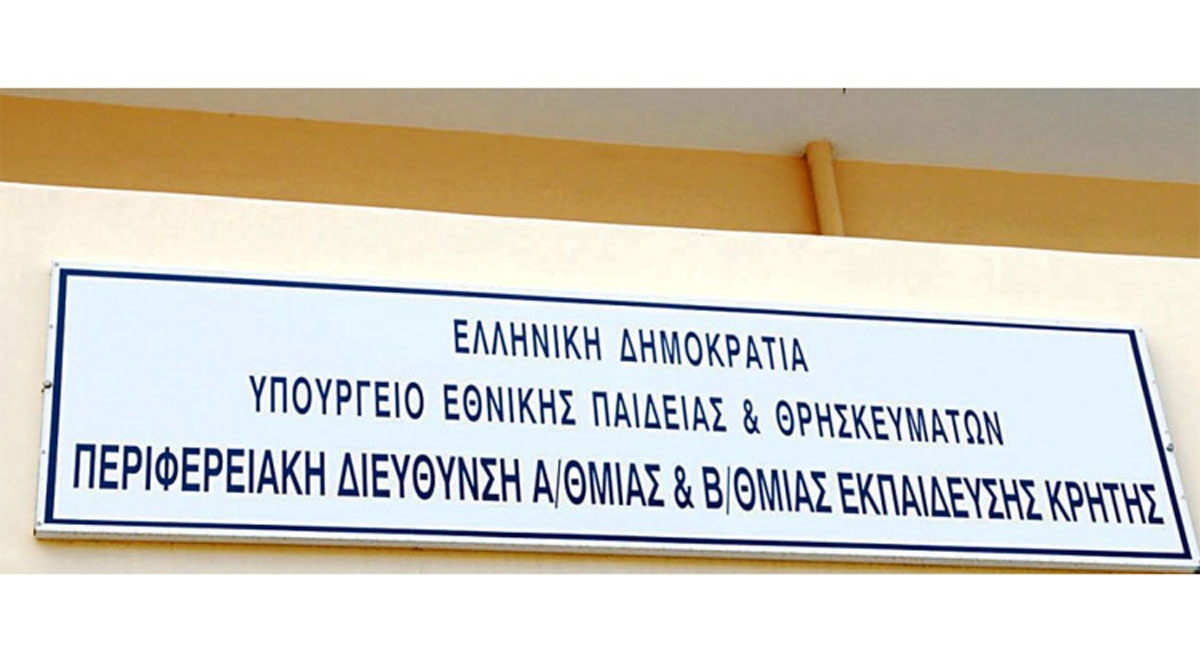 ΕΛΛΗΝΙΚΗ ΔΗΜΟΚΡΑΤΙΑ
ΥΠΟΥΡΓΕΙΟ ΕΘΝΙΚΗΣ ΠΑΙΔΕΙΑΣ & ΘΡΗΣΚΕΥΜΑΤΩΝ
ΠΕΡΙΦΕΡΕΙΑΚΗ ΔΙΕΥΘΥΝΣΗ Α/ΘΜΙΑΣ & Β/ΘΜΙΑΣ ΕΚΠΑΙΔΕΥΣΗΣ ΚΡΗΤΗΣ